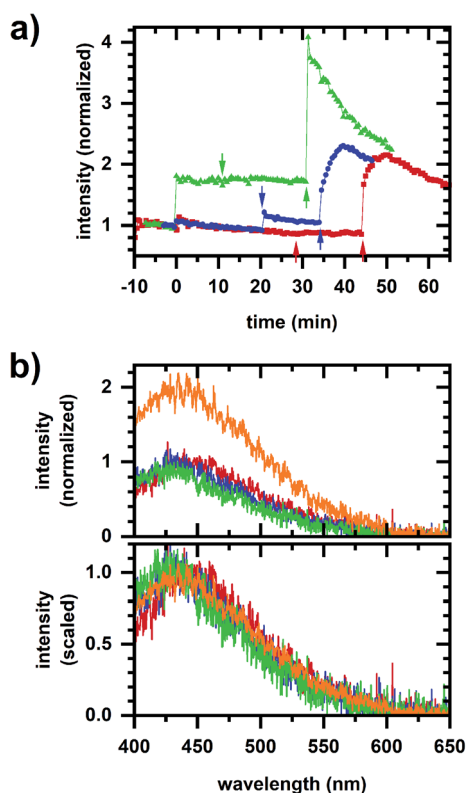 a)
intensity (normalized)
4
3
2
1
-10 0 10 20 30 40 50 60
time (min)
b)
intensity
(normalized)
2
1
0
intensity
(scaled)
1.0
0.5
0.0
400 450 500 550 600 650
wavelength (nm)